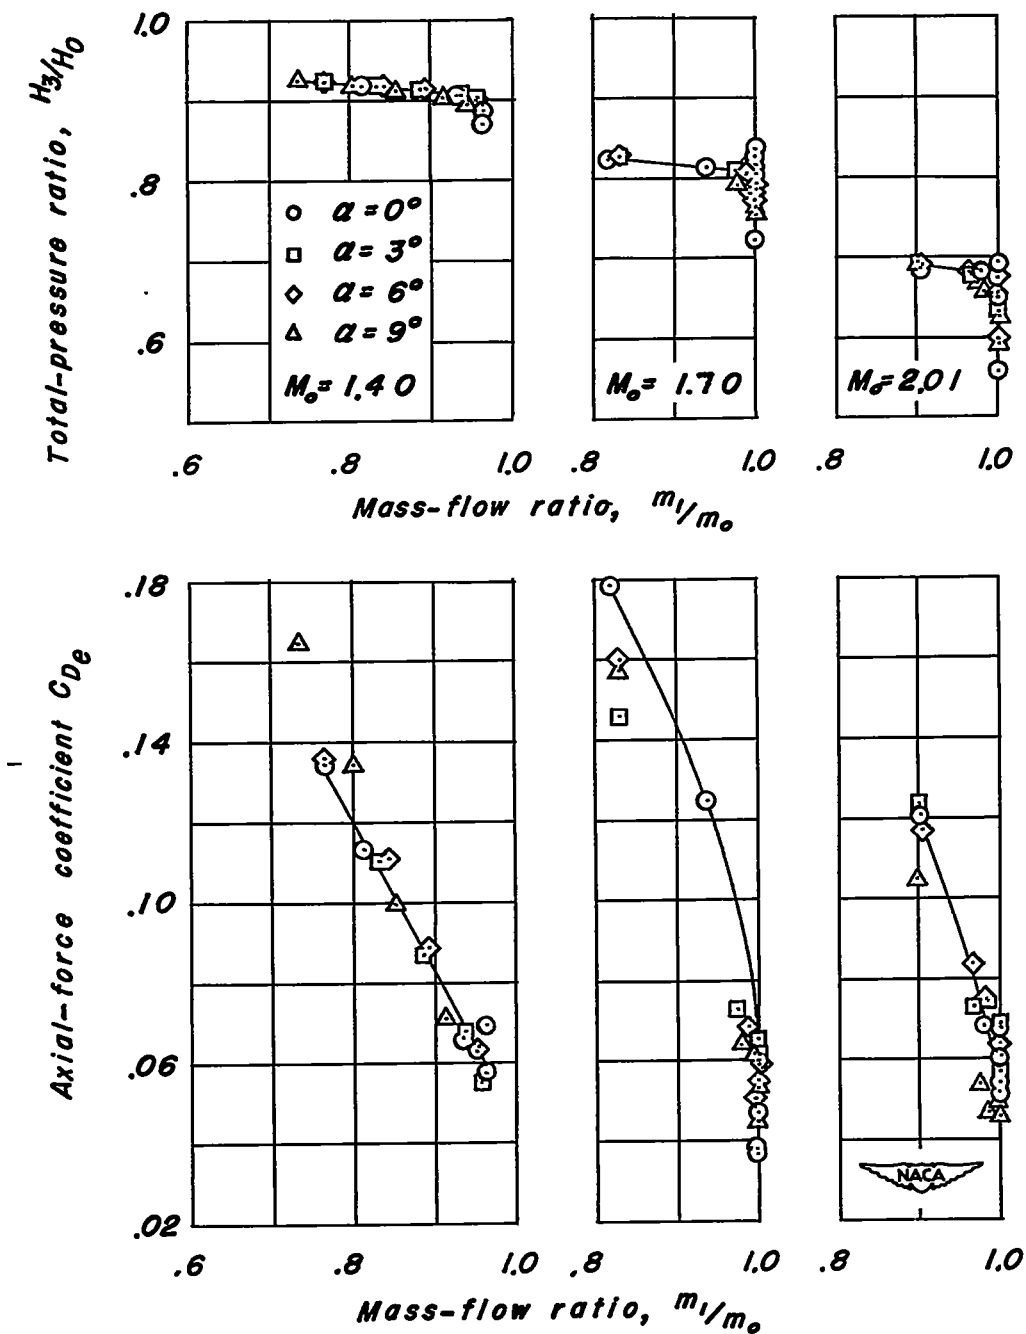 Total-pressure ratio, H3/H0
1.0
.8
.6
α = 0°
α = 3°
α = 6°
α = 9°
M₀= 1.40
M₀= 1.70
M₀=2.01
.6 .8 1.0 .8 1.0 .8 1.0
Mass-flow ratio, m₁/m₀
Axial-force coefficient C_De
.18
.14
.10
.06
.02
NACA
.6 .8 1.0 .8 1.0 .8 1.0
Mass-flow ratio, m₁/m₀